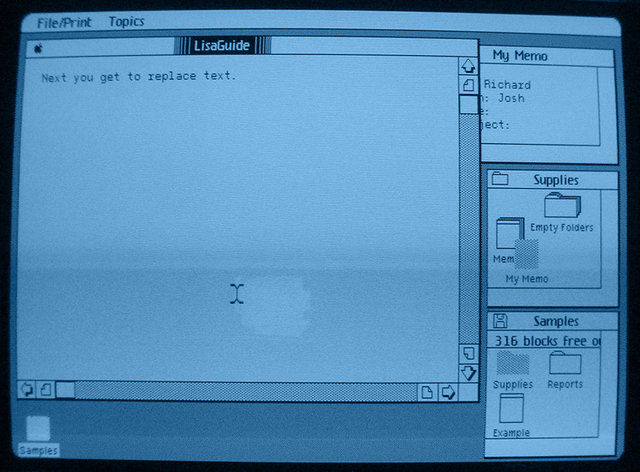 File/Print Topics
LisaGuide
Next you get to replace text.
My Memo
Richard
: Josh
e:
ject:
Supplies
Empty Folders
Mem
My Memo
Samples
316 blocks free o
Supplies Reports
Example
Samples